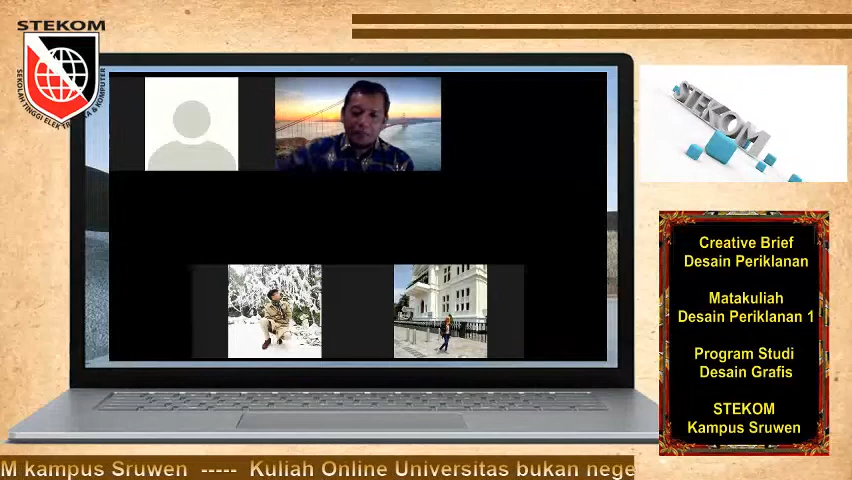 STEKOM
SEKOLAH TINGGI ELEKTRONIKA & KOMPUTER
STEKOM
Creative Brief
Desain Periklanan
Matakuliah
Desain Periklanan 1
Program Studi
Desain Grafis
STEKOM
Kampus Sruwen
M kampus Sruwen ----- Kuliah Online Universitas bukan nege